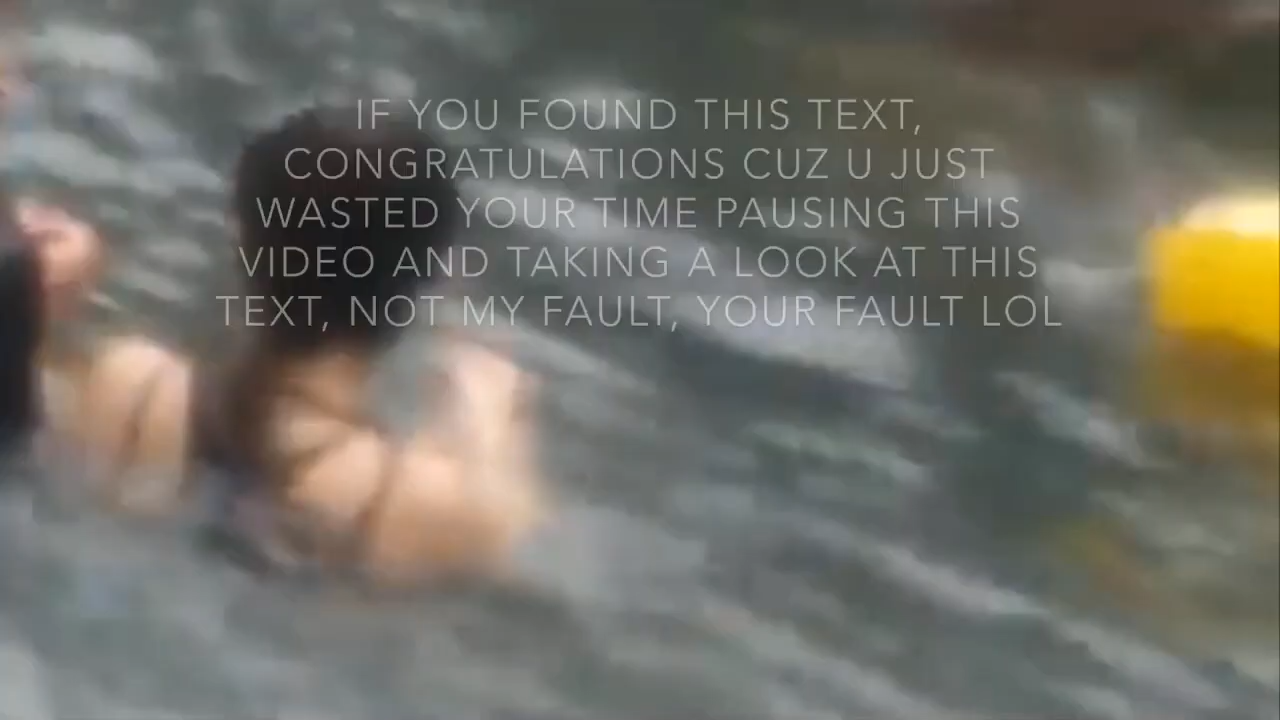 IF YOU FOUND THIS TEXT,
CONGRATULATIONS CUZ U JUST
WASTED YOUR TIME PAUSING THIS
VIDEO AND TAKING A LOOK AT THIS
TEXT, NOT MY FAULT, YOUR FAULT LOL